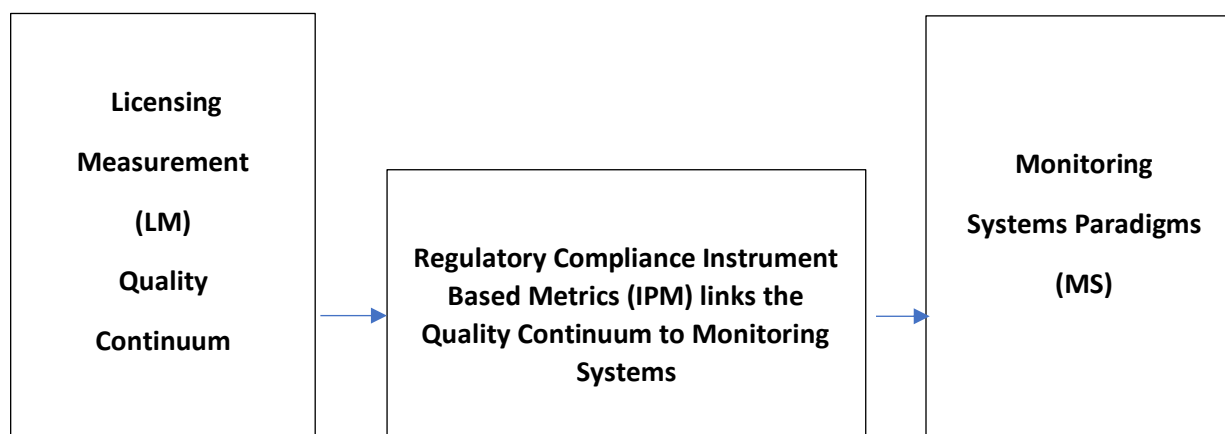 Licensing
Measurement
(LM)
Quality
Continuum
Regulatory Compliance Instrument
Based Metrics (IPM) links the
Quality Continuum to Monitoring
Systems
Monitoring
Systems Paradigms
(MS)